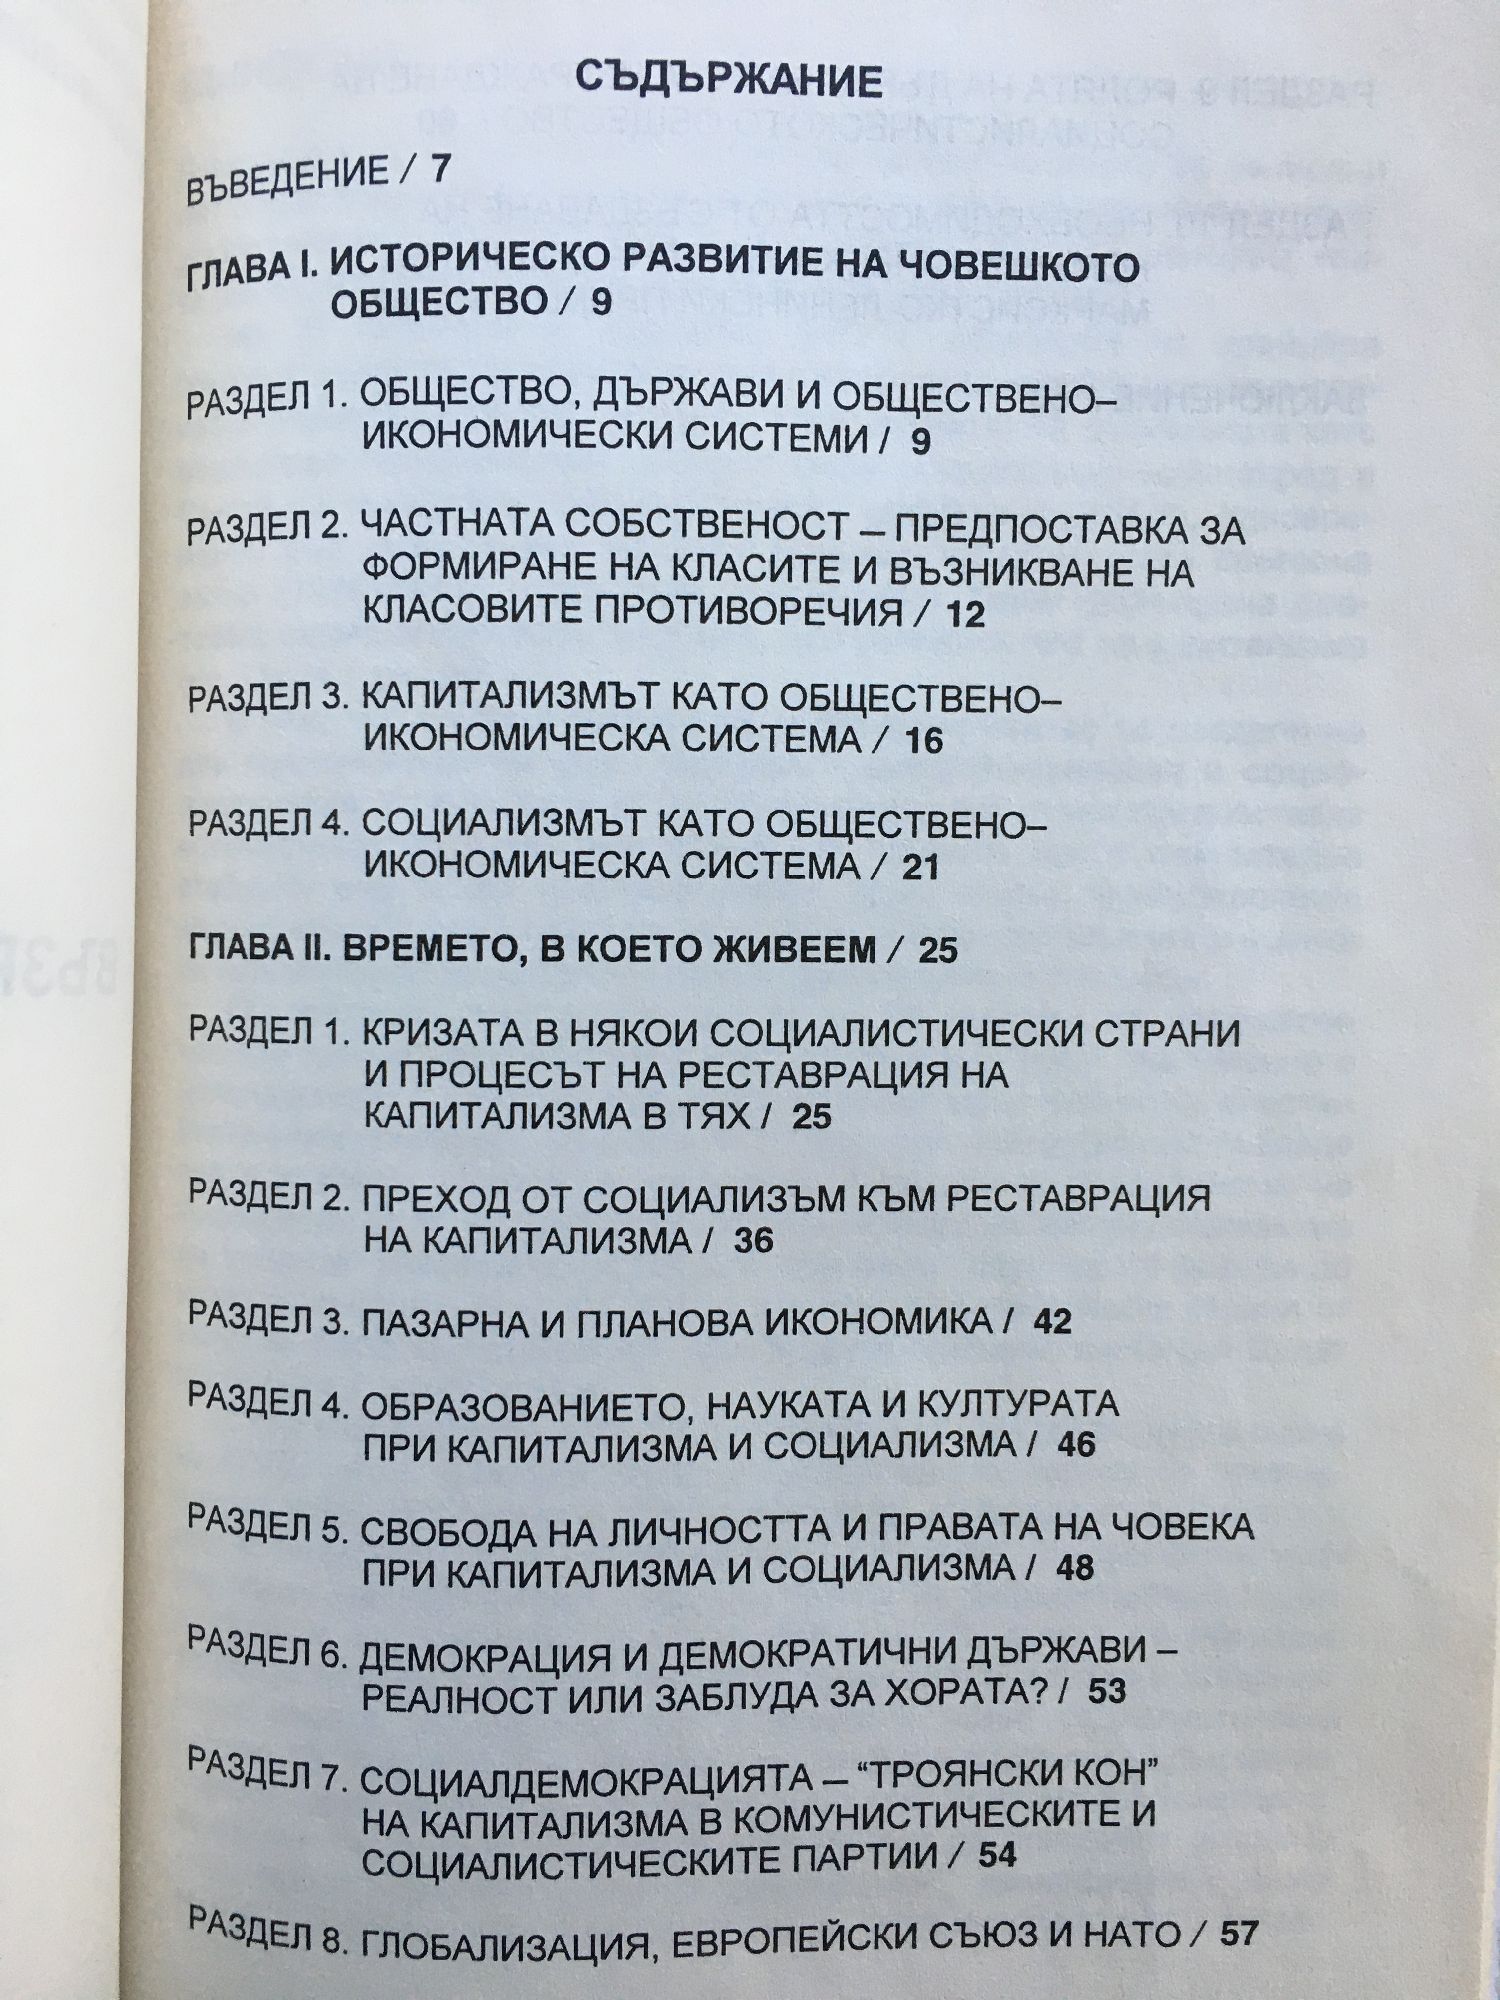 СЪДЪРЖАНИЕ
ВЪВЕДЕНИЕ / 7
ГЛАВА I. ИСТОРИЧЕСКО РАЗВИТИЕ НА ЧОВЕШКОТО
ОБЩЕСТВО / 9
РАЗДЕЛ 1. ОБЩЕСТВО, ДЪРЖАВИ И ОБЩЕСТВЕНО–
ИКОНОМИЧЕСКИ СИСТЕМИ / 9
РАЗДЕЛ 2. ЧАСТНАТА СОБСТВЕНОСТ – ПРЕДПОСТАВКА ЗА
ФОРМИРАНЕ НА КЛАСИТЕ И ВЪЗНИКВАНЕ НА
КЛАСОВИТЕ ПРОТИВОРЕЧИЯ / 12
РАЗДЕЛ 3. КАПИТАЛИЗМЪТ КАТО ОБЩЕСТВЕНО–
ИКОНОМИЧЕСКА СИСТЕМА / 16
РАЗДЕЛ 4. СОЦИАЛИЗМЪТ КАТО ОБЩЕСТВЕНО–
ИКОНОМИЧЕСКА СИСТЕМА / 21
ГЛАВА II. ВРЕМЕТО, В КОЕТО ЖИВЕЕМ / 25
РАЗДЕЛ 1. КРИЗАТА В НЯКОИ СОЦИАЛИСТИЧЕСКИ СТРАНИ
И ПРОЦЕСЪТ НА РЕСТАВРАЦИЯ НА
КАПИТАЛИЗМА В ТЯХ / 25
РАЗДЕЛ 2. ПРЕХОД ОТ СОЦИАЛИЗЪМ КЪМ РЕСТАВРАЦИЯ
НА КАПИТАЛИЗМА / 36
РАЗДЕЛ 3. ПАЗАРНА И ПЛАНОВА ИКОНОМИКА / 42
РАЗДЕЛ 4. ОБРАЗОВАНИЕТО, НАУКАТА И КУЛТУРАТА
ПРИ КАПИТАЛИЗМА И СОЦИАЛИЗМА / 46
РАЗДЕЛ 5. СВОБОДА НА ЛИЧНОСТТА И ПРАВАТА НА ЧОВЕКА
ПРИ КАПИТАЛИЗМА И СОЦИАЛИЗМА / 48
РАЗДЕЛ 6. ДЕМОКРАЦИЯ И ДЕМОКРАТИЧНИ ДЪРЖАВИ –
РЕАЛНОСТ ИЛИ ЗАБЛУДА ЗА ХОРАТА? / 53
РАЗДЕЛ 7. СОЦИАЛДЕМОКРАЦИЯТА – “ТРОЯНСКИ КОН”
НА КАПИТАЛИЗМА В КОМУНИСТИЧЕСКИТЕ И
СОЦИАЛИСТИЧЕСКИТЕ ПАРТИИ / 54
РАЗДЕЛ 8. ГЛОБАЛИЗАЦИЯ, ЕВРОПЕЙСКИ СЪЮЗ И НАТО / 57